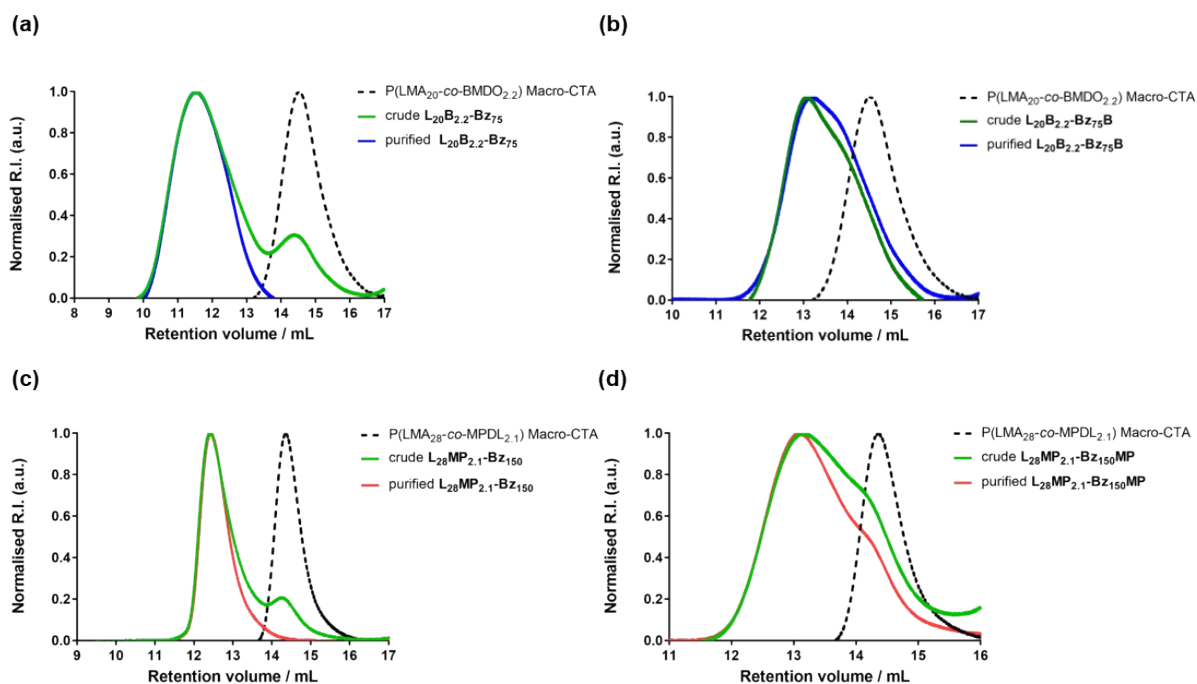 (a)
Normalised R.I. (a.u.)
1.0
0.8
0.6
0.4
0.2
0.0
8 9 10 11 12 13 14 15 16 17
Retention volume / mL
P(LMA20-co-BMDO2.2) Macro-CTA
crude L20B2.2-Bz75
purified L20B2.2-Bz75
(b)
Normalised R.I. (a.u.)
1.0
0.8
0.6
0.4
0.2
0.0
10 11 12 13 14 15 16 17
Retention volume / mL
P(LMA20-co-BMDO2.2) Macro-CTA
crude L20B2.2-Bz75B
purified L20B2.2-Bz75B
(c)
Normalised R.I. (a.u.)
1.0
0.8
0.6
0.4
0.2
0.0
9 10 11 12 13 14 15 16 17
Retention volume / mL
P(LMA28-co-MPDL2.1) Macro-CTA
crude L28MP2.1-Bz150
purified L28MP2.1-Bz150
(d)
Normalised R.I. (a.u.)
1.0
0.8
0.6
0.4
0.2
0.0
11 12 13 14 15 16
Retention volume / mL
P(LMA28-co-MPDL2.1) Macro-CTA
crude L28MP2.1-Bz150MP
purified L28MP2.1-Bz150MP